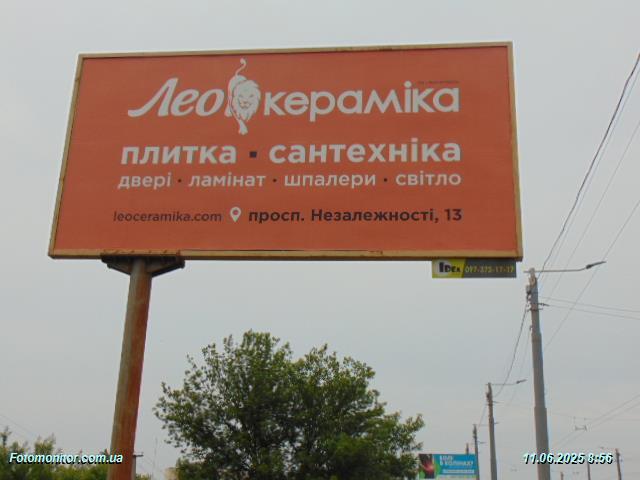 Лео кераміка
плитка · сантехніка
двері · ламінат · шпалери · світло
leoceramika.com просп. Незалежності, 13
IDEA 097-373-17-17
Fotomonitor.com.ua
11.06.2025 8:56